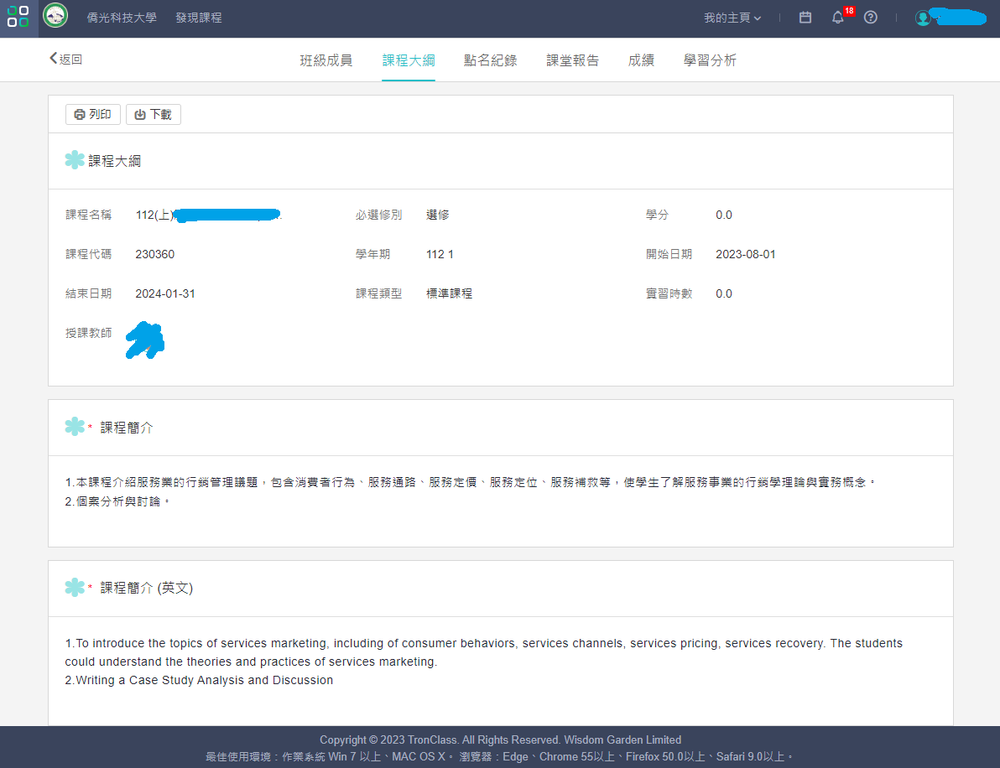 僑光科技大學 發現課程 我的主頁 18
返回 班級成員 課程大綱 點名紀錄 課堂報告 成績 學習分析
列印 下載
課程大綱
課程名稱 112(上) 必選修別 選修 學分 0.0
課程代碼 230360 學年期 112 1 開始日期 2023-08-01
結束日期 2024-01-31 課程類型 標準課程 實習時數 0.0
授課教師
* 課程簡介
1.本課程介紹服務業的行銷管理議題，包含消費者行為、服務通路、服務定價、服務定位、服務補救等，使學生了解服務事業的行銷學理論與實務概念。
2.個案分析與討論。
* 課程簡介 (英文)
1.To introduce the topics of services marketing, including of consumer behaviors, services channels, services pricing, services recovery. The students
could understand the theories and practices of services marketing.
2.Writing a Case Study Analysis and Discussion
Copyright © 2023 TronClass. All Rights Reserved. Wisdom Garden Limited
最佳使用環境：作業系統 Win 7 以上、MAC OS X。 瀏覽器：Edge、Chrome 55以上、Firefox 50.0以上、Safari 9.0以上。